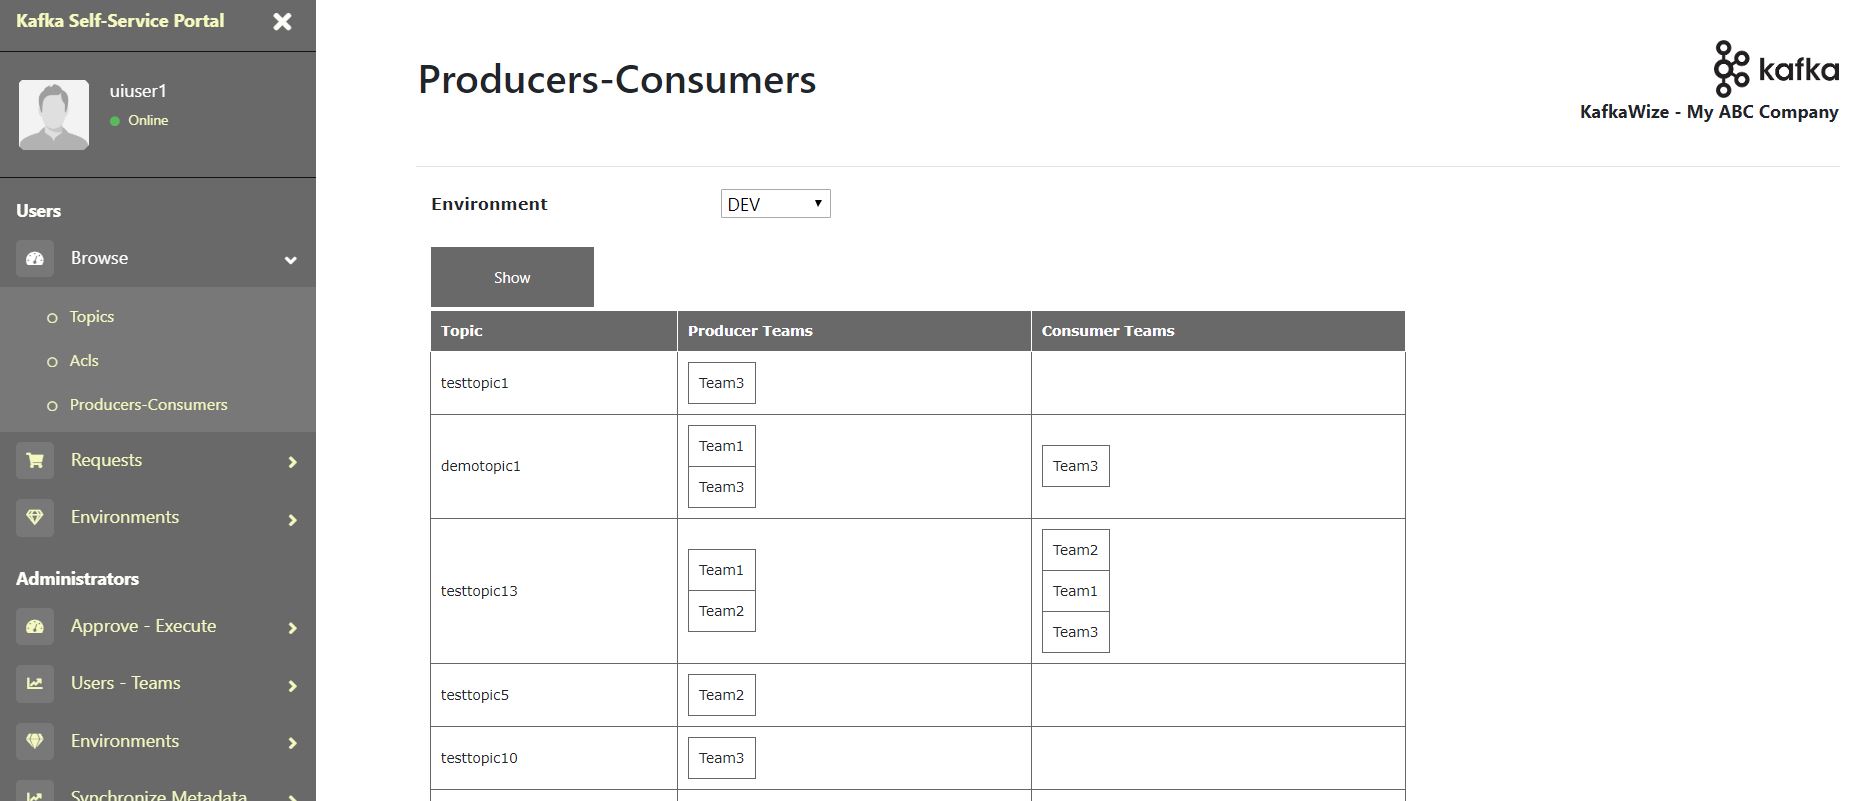 Kafka Self-Service Portal
uiuser1
Online
Users
Browse
Topics
Acls
Producers-Consumers
Requests
Environments
Administrators
Approve - Execute
Users - Teams
Environments
Synchronize Metadata
Producers-Consumers
kafka
KafkaWize - My ABC Company
Environment DEV
Show
Topic Producer Teams Consumer Teams
testtopic1 Team3
demotopic1 Team1 Team3 Team3
testtopic13 Team1 Team2 Team2 Team1 Team3
testtopic5 Team2
testtopic10 Team3